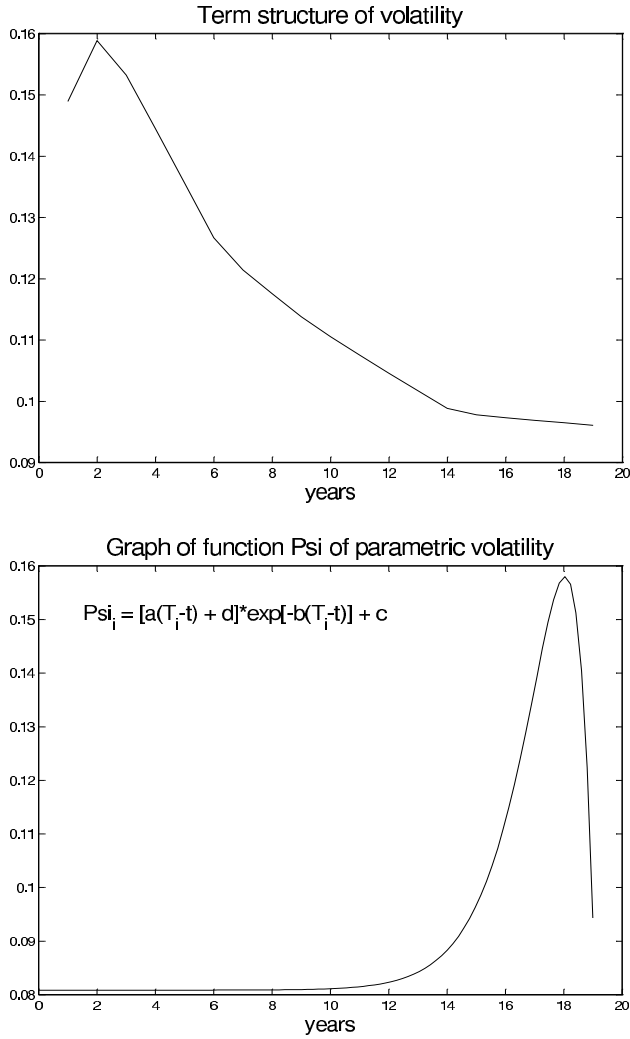 Term structure of volatility
0.16
0.15
0.14
0.13
0.12
0.11
0.1
0.09
0 2 4 6 8 10 12 14 16 18 20
years
Graph of function Psi of parametric volatility
0.16
Psi_i = [a(T_i-t) + d]*exp[-b(T_i-t)] + c
0.15
0.14
0.13
0.12
0.11
0.1
0.09
0.08
0 2 4 6 8 10 12 14 16 18 20
years